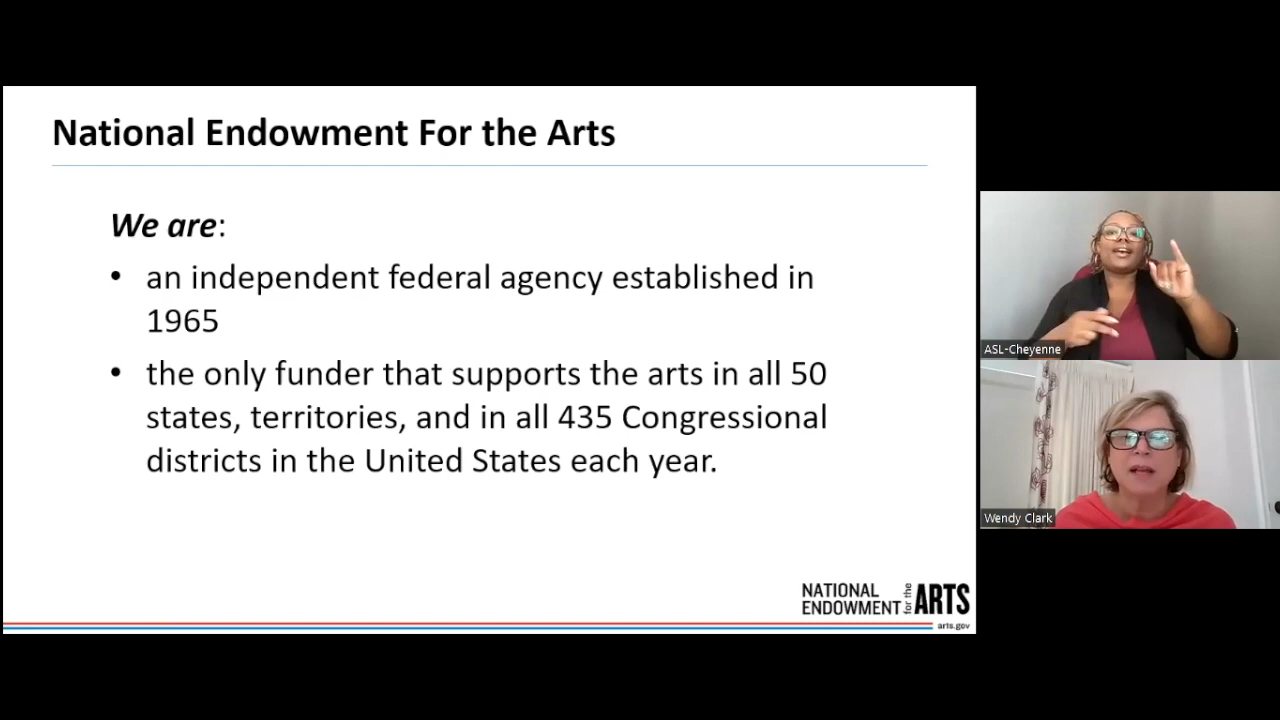 National Endowment For the Arts
We are:
• an independent federal agency established in
1965
• the only funder that supports the arts in all 50
states, territories, and in all 435 Congressional
districts in the United States each year.
NATIONAL
ENDOWMENT for the ARTS
arts.gov
ASL-Cheyenne
Wendy Clark